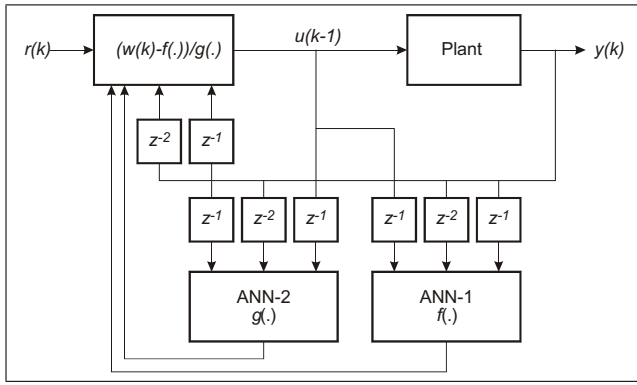 r(k)
(w(k)-f(.))/g(.)
u(k-1)
Plant
y(k)
z-2
z-1
z-1
z-2
z-1
z-1
z-2
z-1
ANN-2
g(.)
ANN-1
f(.)